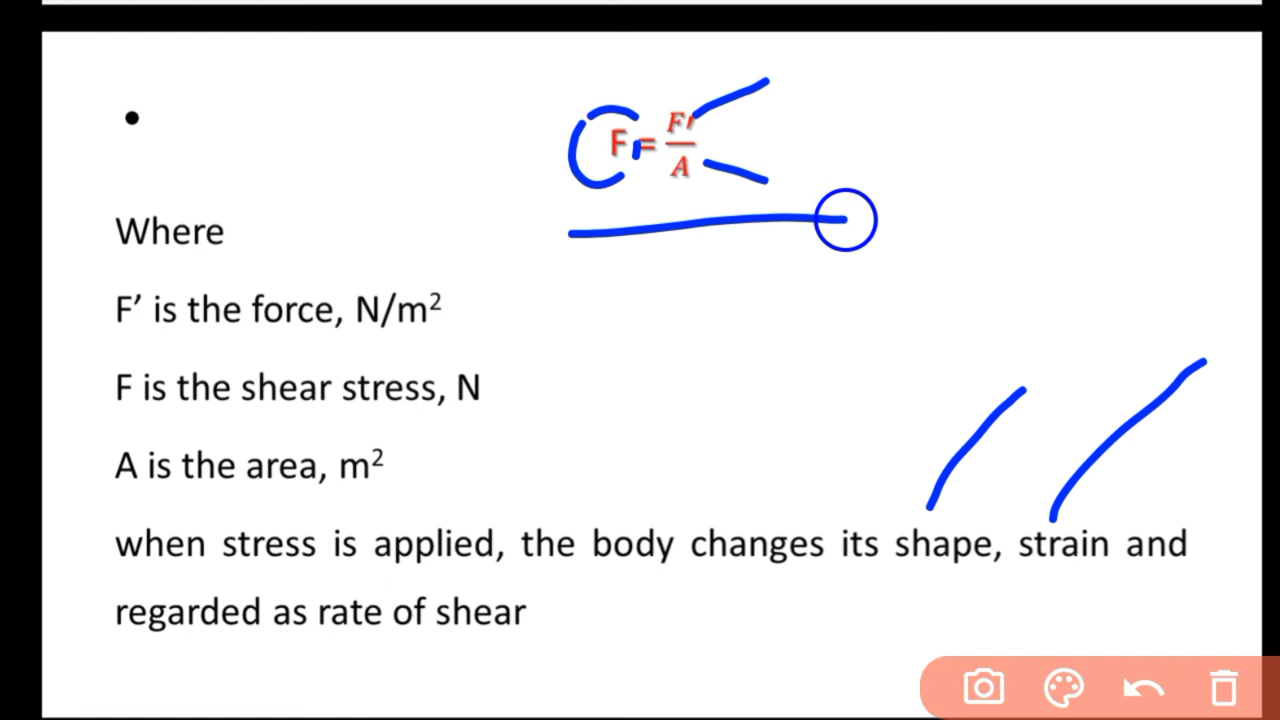 •
F = F′/A
Where
F’ is the force, N/m²
F is the shear stress, N
A is the area, m²
when stress is applied, the body changes its shape, strain and
regarded as rate of shear